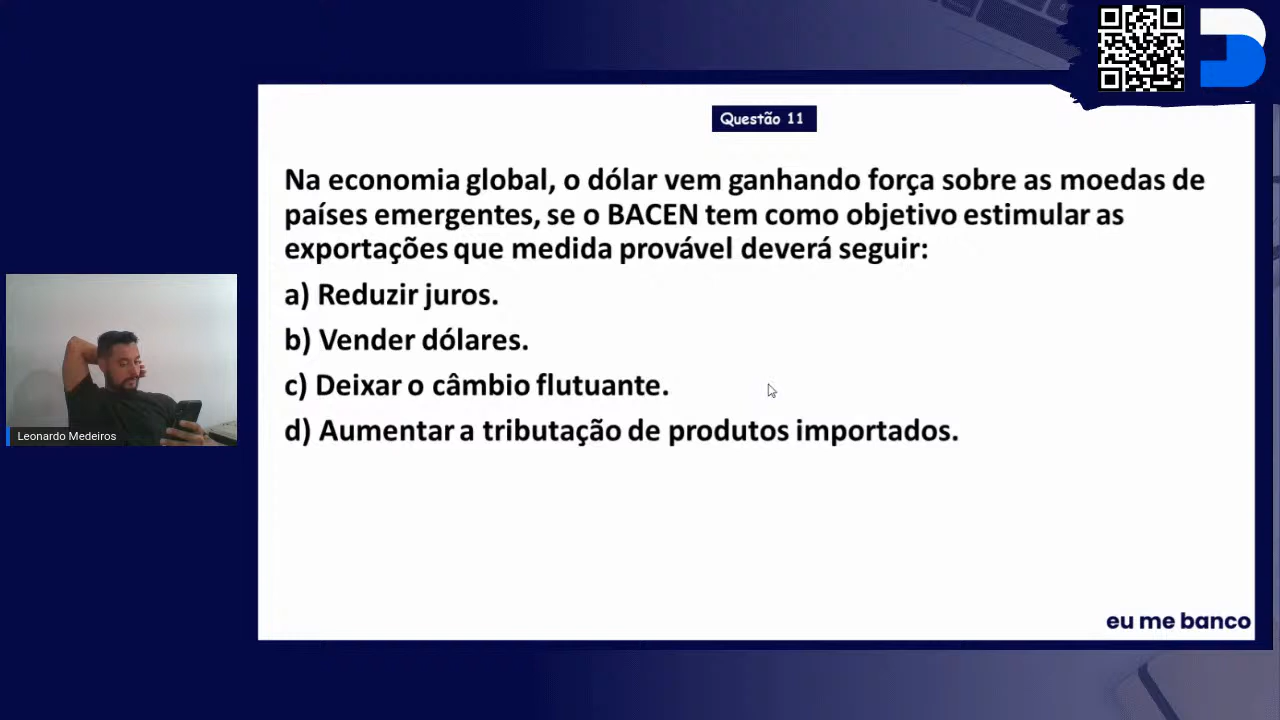 Questão 11
Na economia global, o dólar vem ganhando força sobre as moedas de
países emergentes, se o BACEN tem como objetivo estimular as
exportações que medida provável deverá seguir:
a) Reduzir juros.
b) Vender dólares.
c) Deixar o câmbio flutuante.
d) Aumentar a tributação de produtos importados.
Leonardo Medeiros
eu me banco